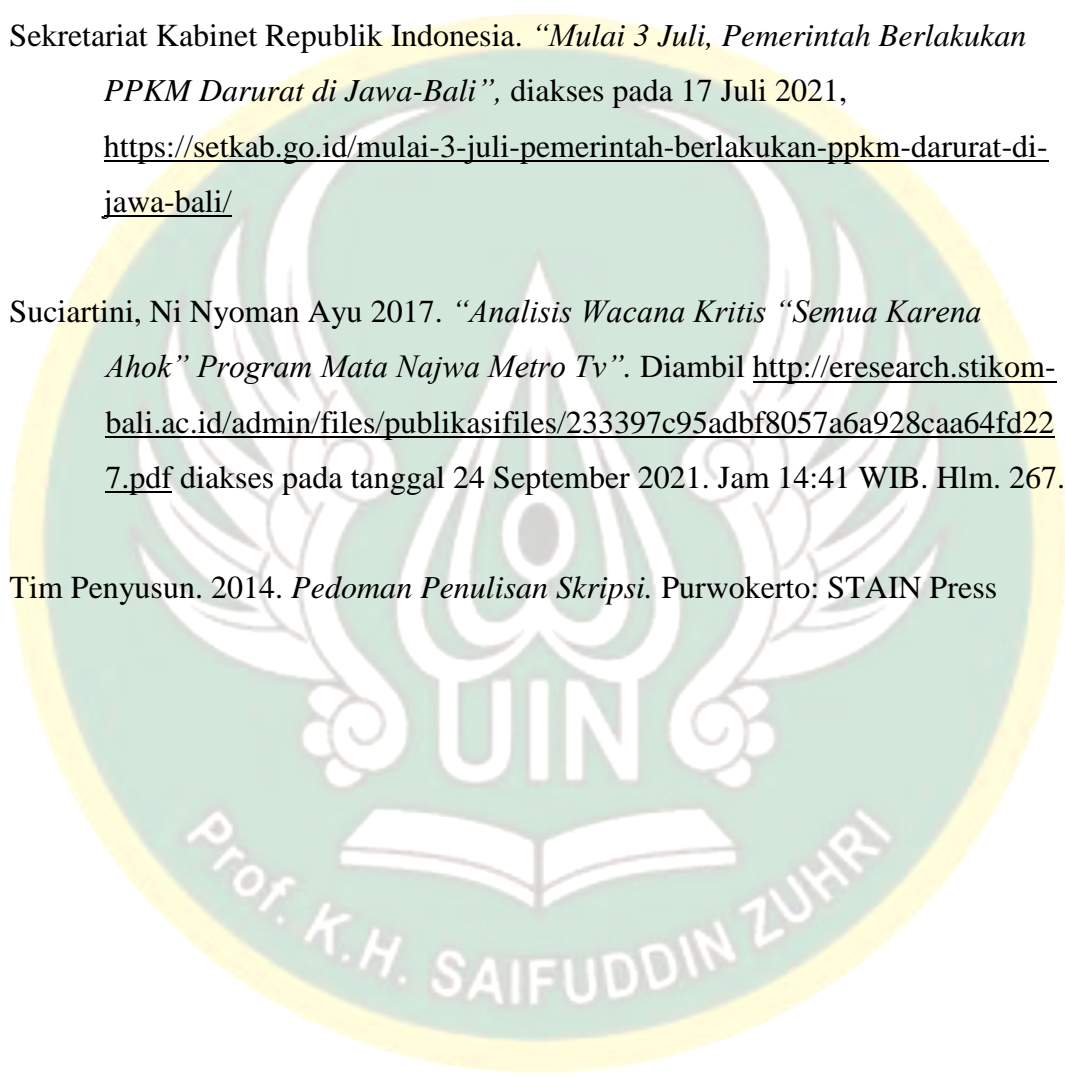 Sekretariat Kabinet Republik Indonesia. “Mulai 3 Juli, Pemerintah Berlakukan
PPKM Darurat di Jawa-Bali”, diakses pada 17 Juli 2021,
https://setkab.go.id/mulai-3-juli-pemerintah-berlakukan-ppkm-darurat-di-
jawa-bali/
Suciartini, Ni Nyoman Ayu 2017. “Analisis Wacana Kritis “Semua Karena
Ahok” Program Mata Najwa Metro Tv”. Diambil http://eresearch.stikom-
bali.ac.id/admin/files/publikasifiles/233397c95adbf8057a6a928caa64fd22
7.pdf diakses pada tanggal 24 September 2021. Jam 14:41 WIB. Hlm. 267.
Tim Penyusun. 2014. Pedoman Penulisan Skripsi. Purwokerto: STAIN Press
UIN
Prof. K.H. SAIFUDDIN ZUHRI